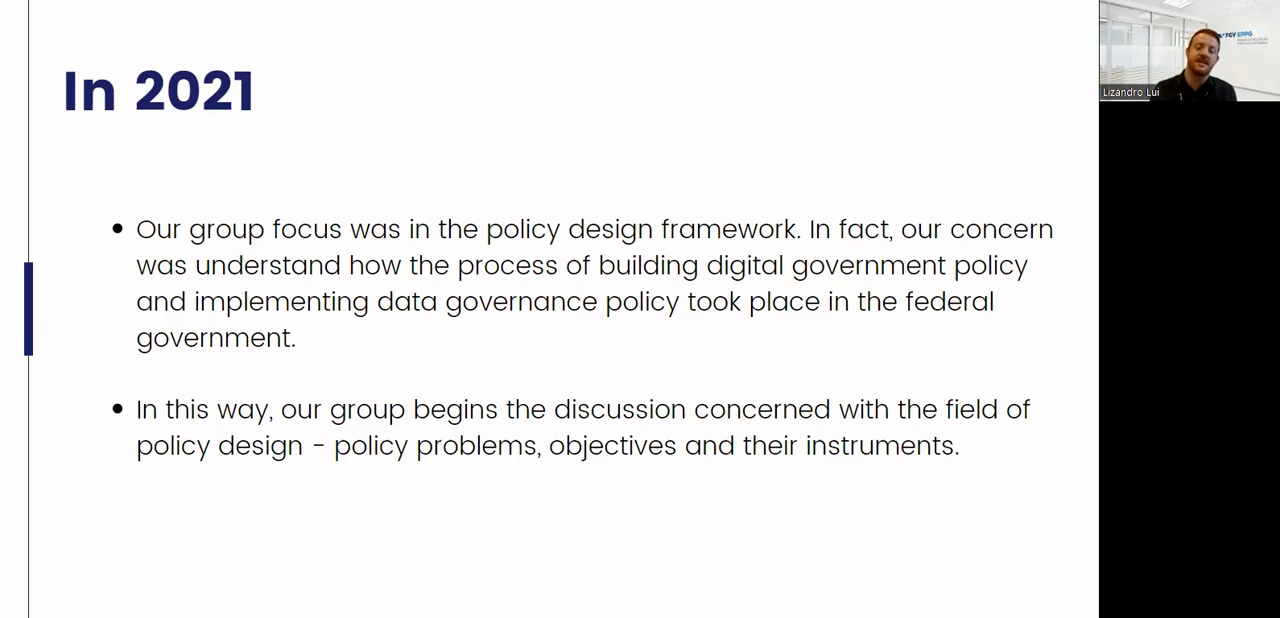 In 2021
• Our group focus was in the policy design framework. In fact, our concern
was understand how the process of building digital government policy
and implementing data governance policy took place in the federal
government.
• In this way, our group begins the discussion concerned with the field of
policy design - policy problems, objectives and their instruments.
FGV EPPG
Lizandro Lui